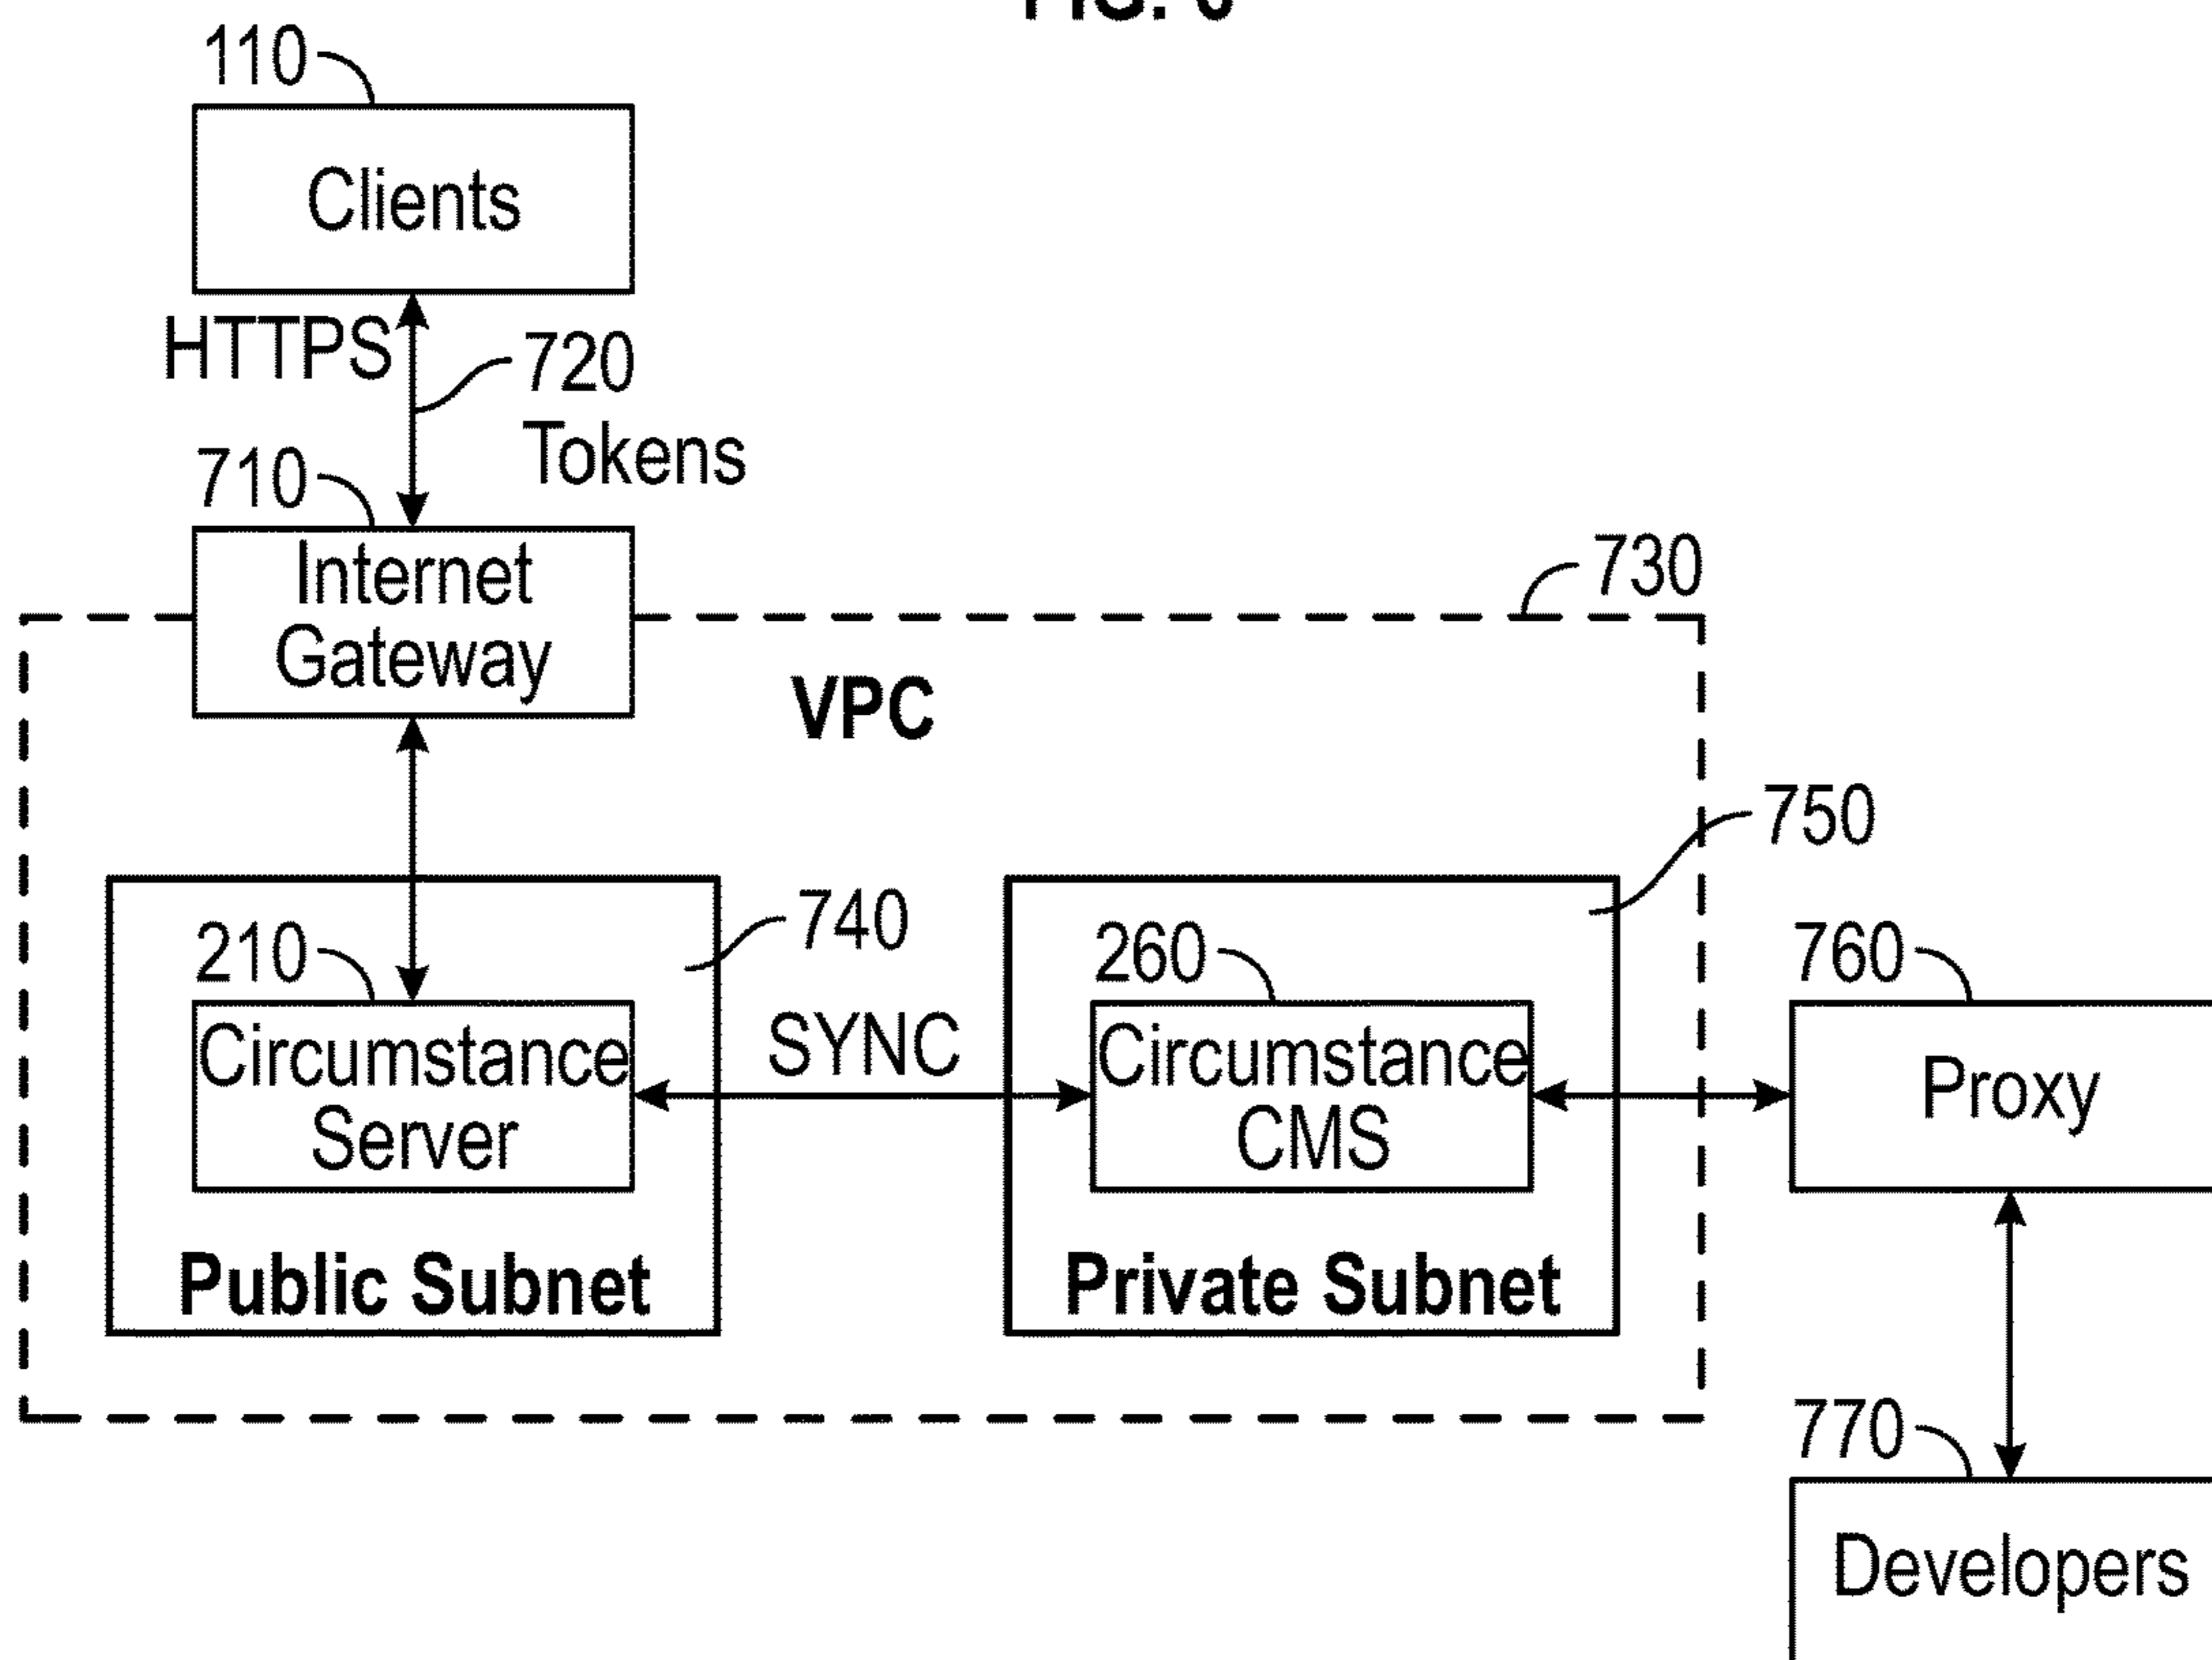 110
Clients
HTTPS
720
Tokens
710
Internet
Gateway
730
VPC
750
740
210
260
760
Circumstance
Server
SYNC
Circumstance
CMS
Proxy
Public Subnet
Private Subnet
770
Developers